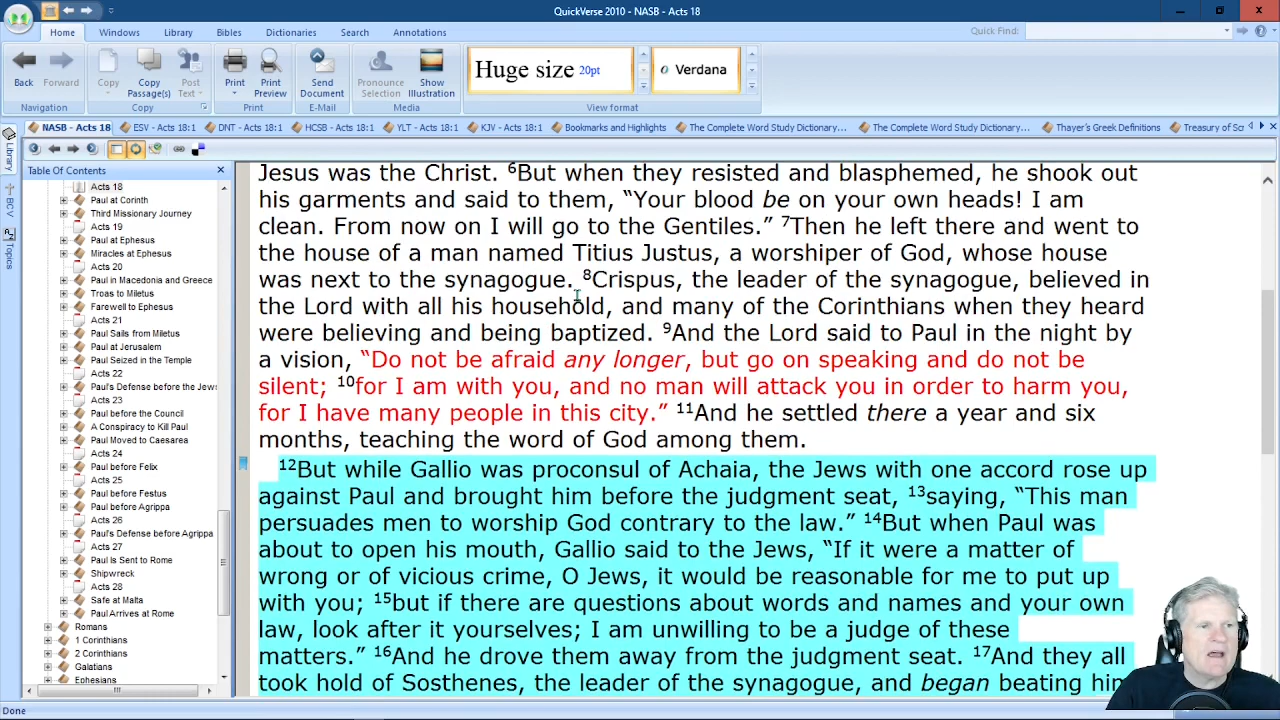 QuickVerse 2010 - NASB - Acts 18
Home Windows Library Bibles Dictionaries Search Annotations Quick Find:
Back Forward Copy Copy Passage(s) Post Text Print Print Preview Send Document Pronounce Selection Show Illustration Huge size 20pt Verdana
Navigation Copy Print E-Mail Media View format
NASB - Acts 18 ESV - Acts 18:1 DNT - Acts 18:1 HCSB - Acts 18:1 YLT - Acts 18:1 KJV - Acts 18:1 Bookmarks and Highlights The Complete Word Study Dictionary... The Complete Word Study Dictionary... Thayer's Greek Definitions Treasury of Scr
Library
BCV
Topics
Table Of Contents
Acts 18
Paul at Corinth
Third Missionary Journey
Acts 19
Paul at Ephesus
Miracles at Ephesus
Acts 20
Paul in Macedonia and Greece
Troas to Miletus
Farewell to Ephesus
Acts 21
Paul Sails from Miletus
Paul at Jerusalem
Paul Seized in the Temple
Acts 22
Paul's Defense before the Jews
Acts 23
Paul before the Council
A Conspiracy to Kill Paul
Paul Moved to Caesarea
Acts 24
Paul before Felix
Acts 25
Paul before Festus
Paul before Agrippa
Acts 26
Paul's Defense before Agrippa
Acts 27
Paul Is Sent to Rome
Shipwreck
Acts 28
Safe at Malta
Paul Arrives at Rome
Romans
1 Corinthians
2 Corinthians
Galatians
Ephesians
Jesus was the Christ. 6But when they resisted and blasphemed, he shook out
his garments and said to them, “Your blood be on your own heads! I am
clean. From now on I will go to the Gentiles.” 7Then he left there and went to
the house of a man named Titius Justus, a worshiper of God, whose house
was next to the synagogue. 8Crispus, the leader of the synagogue, believed in
the Lord with all his household, and many of the Corinthians when they heard
were believing and being baptized. 9And the Lord said to Paul in the night by
a vision, “Do not be afraid any longer, but go on speaking and do not be
silent; 10for I am with you, and no man will attack you in order to harm you,
for I have many people in this city.” 11And he settled there a year and six
months, teaching the word of God among them.
12But while Gallio was proconsul of Achaia, the Jews with one accord rose up
against Paul and brought him before the judgment seat, 13saying, “This man
persuades men to worship God contrary to the law.” 14But when Paul was
about to open his mouth, Gallio said to the Jews, “If it were a matter of
wrong or of vicious crime, O Jews, it would be reasonable for me to put up
with you; 15but if there are questions about words and names and your own
law, look after it yourselves; I am unwilling to be a judge of these
matters.” 16And he drove them away from the judgment seat. 17And they all
took hold of Sosthenes, the leader of the synagogue, and began beating him
Done